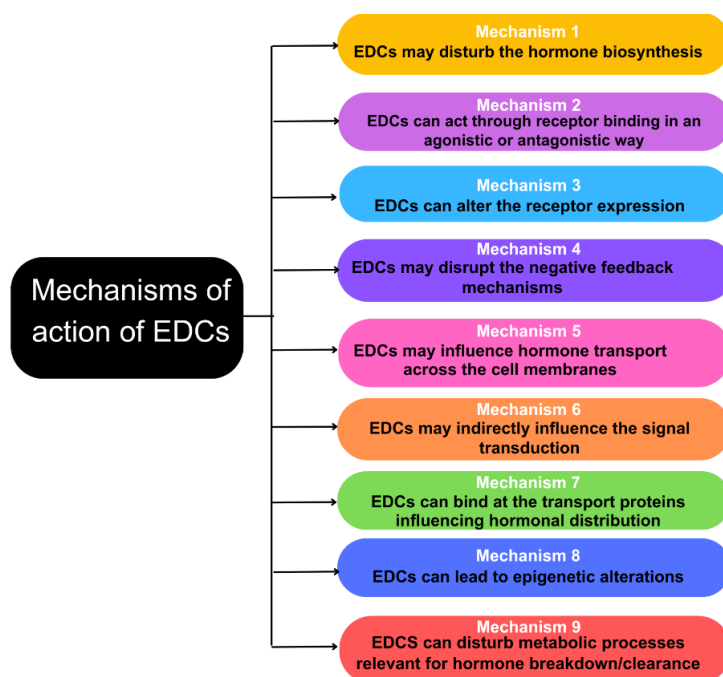 Mechanisms of
action of EDCs
Mechanism 1
EDCs may disturb the hormone biosynthesis
Mechanism 2
EDCs can act through receptor binding in an
agonistic or antagonistic way
Mechanism 3
EDCs can alter the receptor expression
Mechanism 4
EDCs may disrupt the negative feedback
mechanisms
Mechanism 5
EDCs may influence hormone transport
across the cell membranes
Mechanism 6
EDCs may indirectly influence the signal
transduction
Mechanism 7
EDCs can bind at the transport proteins
influencing hormonal distribution
Mechanism 8
EDCs can lead to epigenetic alterations
Mechanism 9
EDCS can disturb metabolic processes
relevant for hormone breakdown/clearance